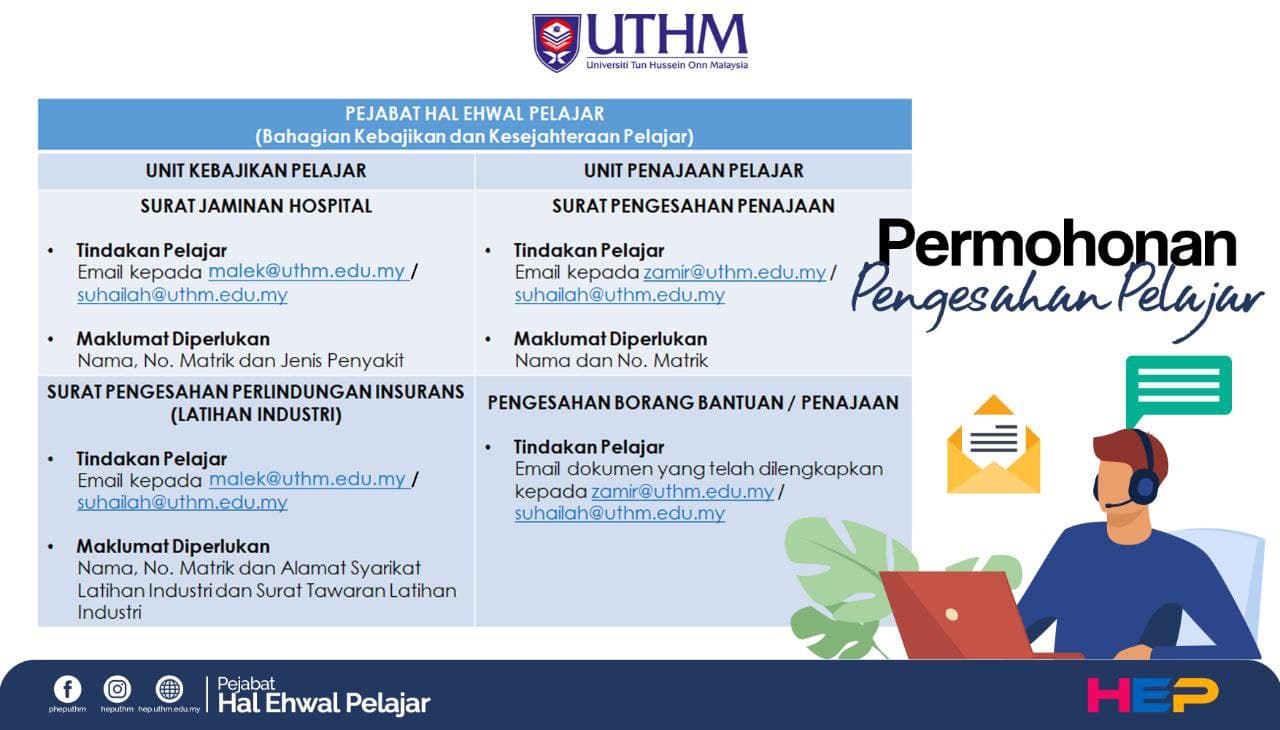 UTHM
Universiti Tun Hussein Onn Malaysia
PEJABAT HAL EHWAL PELAJAR
(Bahagian Kebajikan dan Kesejahteraan Pelajar)
UNIT KEBAJIKAN PELAJAR
UNIT PENAJAAN PELAJAR
SURAT JAMINAN HOSPITAL
• Tindakan Pelajar
Email kepada malek@uthm.edu.my /
suhailah@uthm.edu.my
• Maklumat Diperlukan
Nama, No. Matrik dan Jenis Penyakit
SURAT PENGESAHAN PENAJAAN
• Tindakan Pelajar
Email kepada zamir@uthm.edu.my /
suhailah@uthm.edu.my
• Maklumat Diperlukan
Nama dan No. Matrik
SURAT PENGESAHAN PERLINDUNGAN INSURANS
(LATIHAN INDUSTRI)
• Tindakan Pelajar
Email kepada malek@uthm.edu.my /
suhailah@uthm.edu.my
• Maklumat Diperlukan
Nama, No. Matrik dan Alamat Syarikat
Latihan Industri dan Surat Tawaran Latihan
Industri
PENGESAHAN BORANG BANTUAN / PENAJAAN
• Tindakan Pelajar
Email dokumen yang telah dilengkapkan
kepada zamir@uthm.edu.my /
suhailah@uthm.edu.my
Permohonan
Pengesahan Pelajar
pheputhm
heputhm
hep.uthm.edu.my
Pejabat
Hal Ehwal Pelajar
HEP